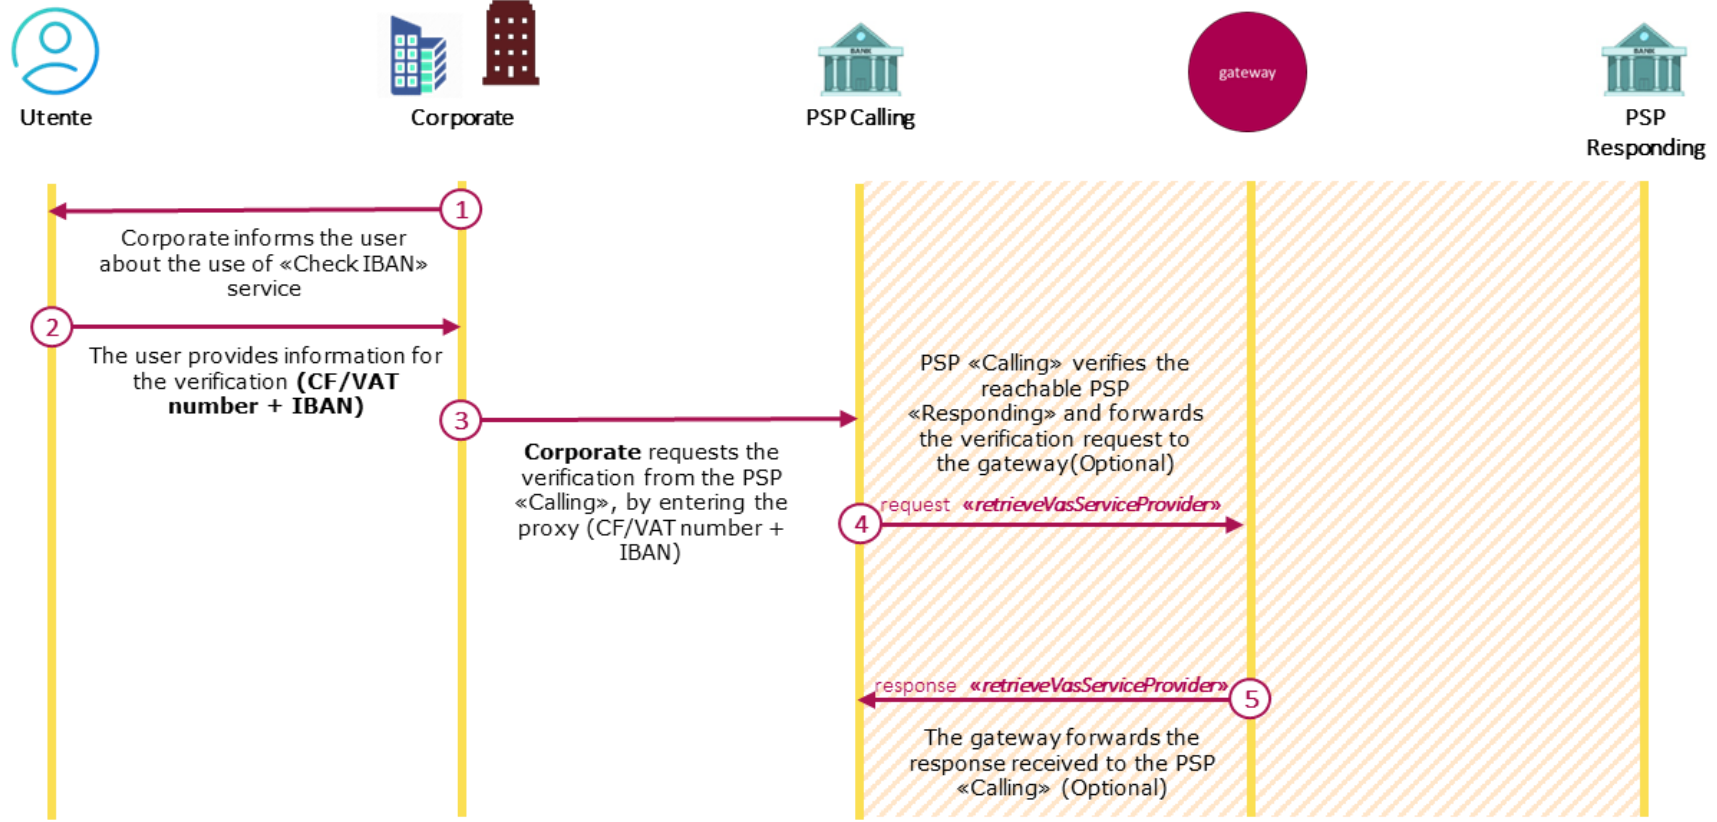 BANK
gateway
BANK
Utente
Corporate
PSP Calling
PSP
Responding
1
Corporate informs the user
about the use of «Check IBAN»
service
2
The user provides information for
the verification (CF/VAT
number + IBAN)
3
Corporate requests the
verification from the PSP
«Calling», by entering the
proxy (CF/VAT number +
IBAN)
PSP «Calling» verifies the
reachable PSP
«Responding» and forwards
the verification request to
the gateway(Optional)
request «retrieveVasServiceProvider»
4
response «retrieveVasServiceProvider»
5
The gateway forwards the
response received to the PSP
«Calling» (Optional)